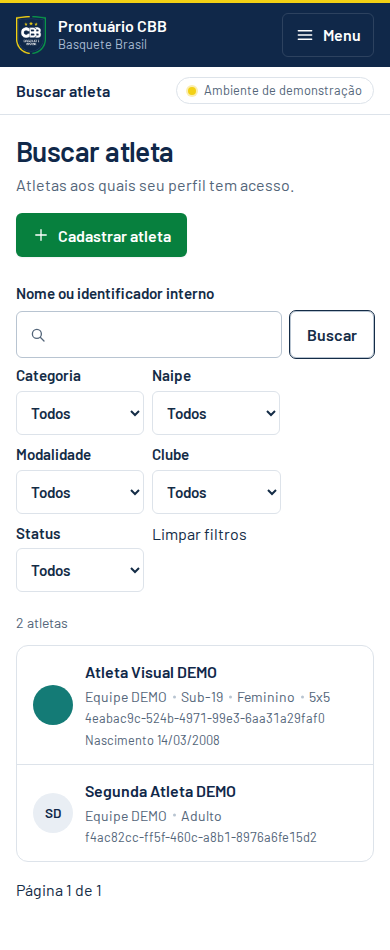 CBB
Prontuário CBB
Basquete Brasil
Menu
Buscar atleta
Ambiente de demonstração
Buscar atleta
Atletas aos quais seu perfil tem acesso.
Cadastrar atleta
Nome ou identificador interno
Buscar
Categoria
Naipe
Todos
Todos
Modalidade
Clube
Todos
Todos
Status
Limpar filtros
Todos
2 atletas
Atleta Visual DEMO
Equipe DEMO • Sub-19 • Feminino • 5x5
4eabac9c-524b-4971-99e3-6aa31a29faf0
Nascimento 14/03/2008
SD
Segunda Atleta DEMO
Equipe DEMO • Adulto
f4ac82cc-ff5f-460c-a8b1-8976a6fe15d2
Página 1 de 1